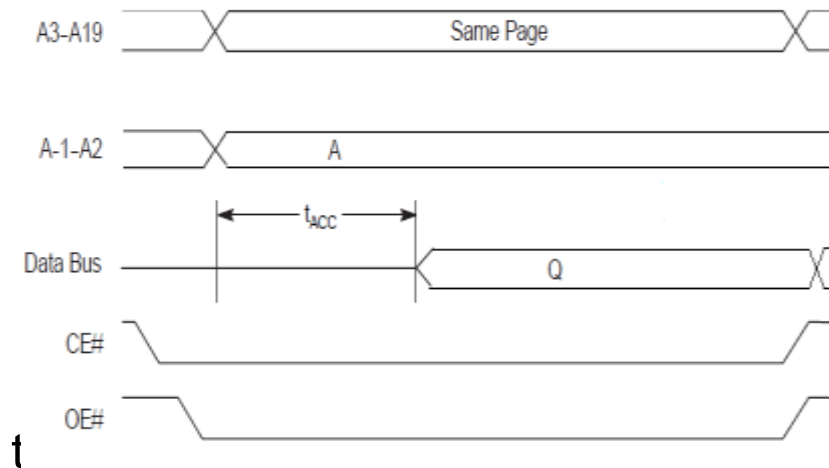 A3-A19 Same Page
A-1-A2 A
tACC
Data Bus Q
CE#
OE#
t